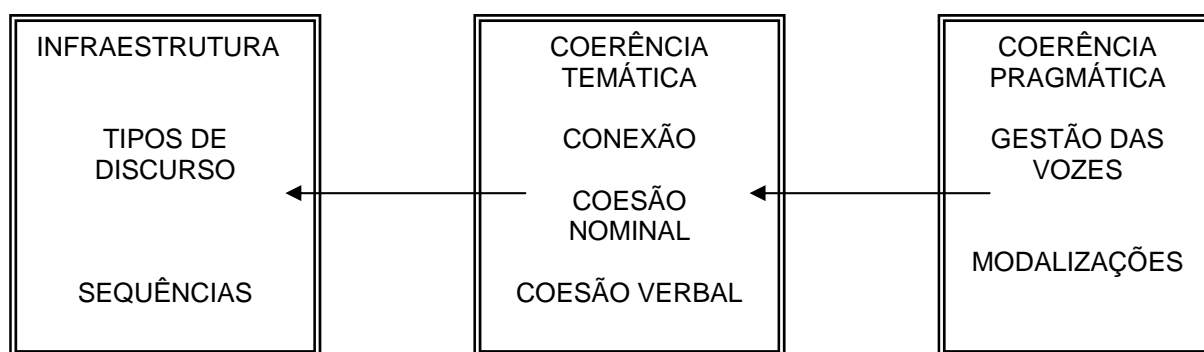 INFRAESTRUTURA
TIPOS DE
DISCURSO
SEQUÊNCIAS
COERÊNCIA
TEMÁTICA
CONEXÃO
COESÃO
NOMINAL
COESÃO VERBAL
COERÊNCIA
PRAGMÁTICA
GESTÃO DAS
VOZES
MODALIZAÇÕES